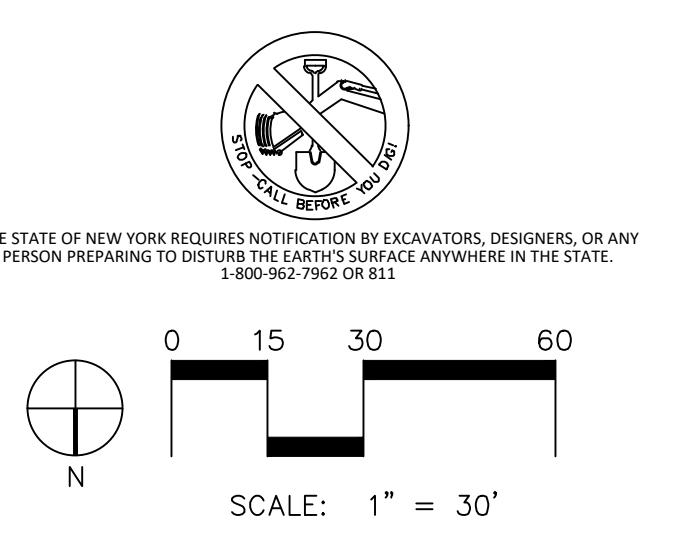 STOP - CALL BEFORE YOU DIG!
E STATE OF NEW YORK REQUIRES NOTIFICATION BY EXCAVATORS, DESIGNERS, OR ANY
PERSON PREPARING TO DISTURB THE EARTH'S SURFACE ANYWHERE IN THE STATE.
1-800-962-7962 OR 811
0 15 30 60
N
SCALE: 1" = 30'